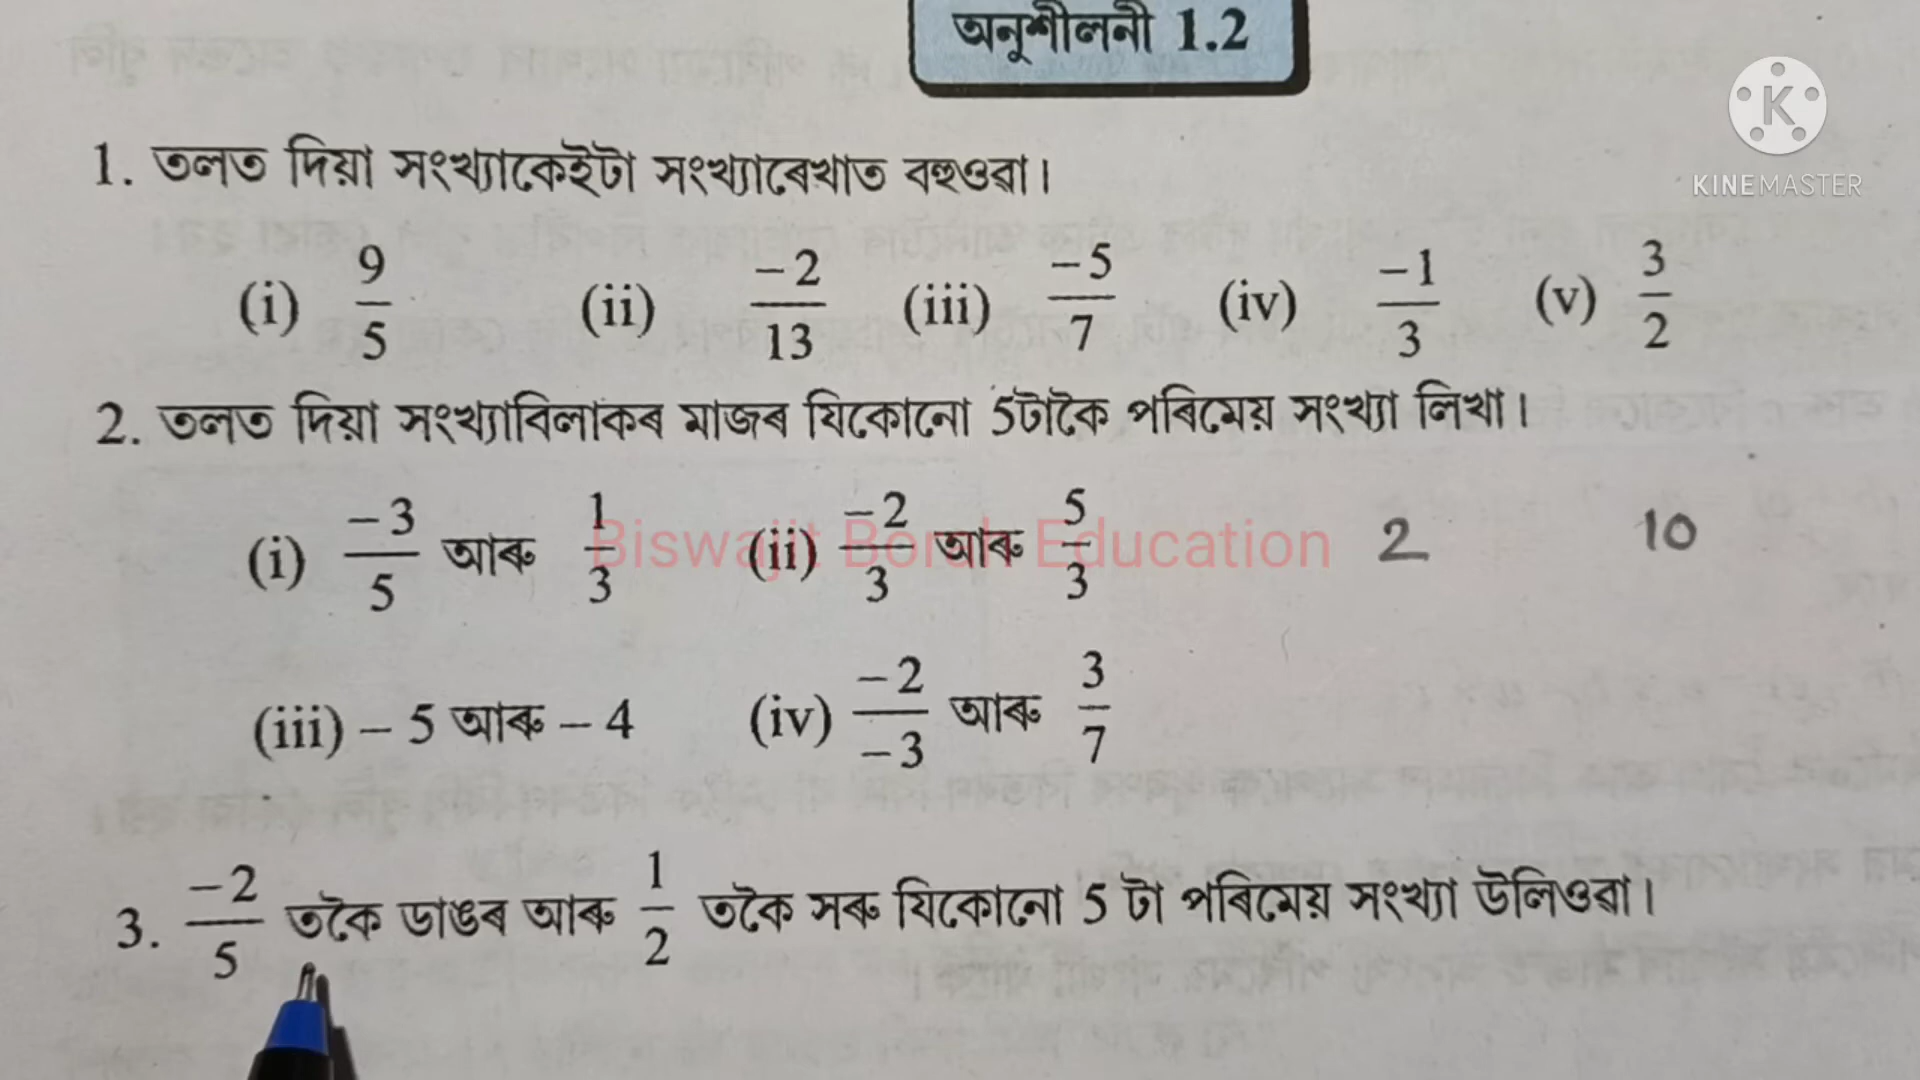 অনুশীলনী 1.2
KINEMASTER
1. তলত দিয়া সংখ্যাকেইটা সংখ্যাৰেখাত বহুওৱা।
(i) 9/5 (ii) -2/13 (iii) -5/7 (iv) -1/3 (v) 3/2
2. তলত দিয়া সংখ্যাবিলাকৰ মাজৰ যিকোনো 5টাকৈ পৰিমেয় সংখ্যা লিখা।
(i) -3/5 আৰু 1/3 (ii) -2/3 আৰু 5/3 2 10
Biswajit Borah Education
(iii) – 5 আৰু – 4 (iv) -2/-3 আৰু 3/7
3. -2/5 তকৈ ডাঙৰ আৰু 1/2 তকৈ সৰু যিকোনো 5 টা পৰিমেয় সংখ্যা উলিওৱা।